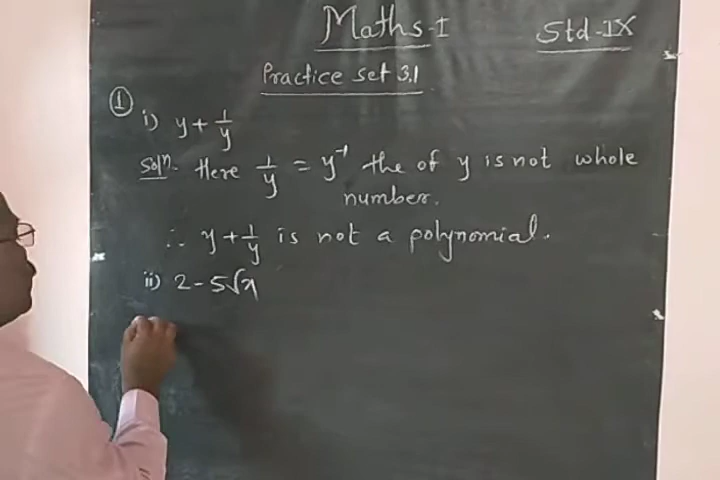 Maths-I Std-IX
Practice set 3.1
① i) y + 1/y
Solⁿ. Here 1/y = y⁻¹ the of y is not whole
number.
∴ y + 1/y is not a polynomial.
ii) 2 - 5√x